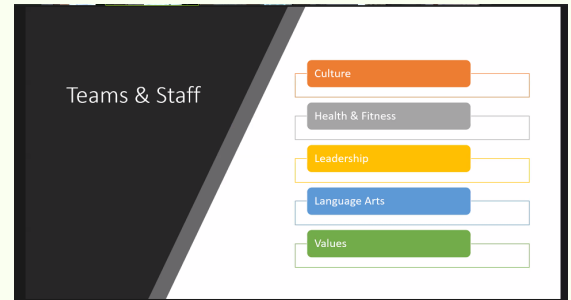 Teams & Staff
Culture
Health & Fitness
Leadership
Language Arts
Values